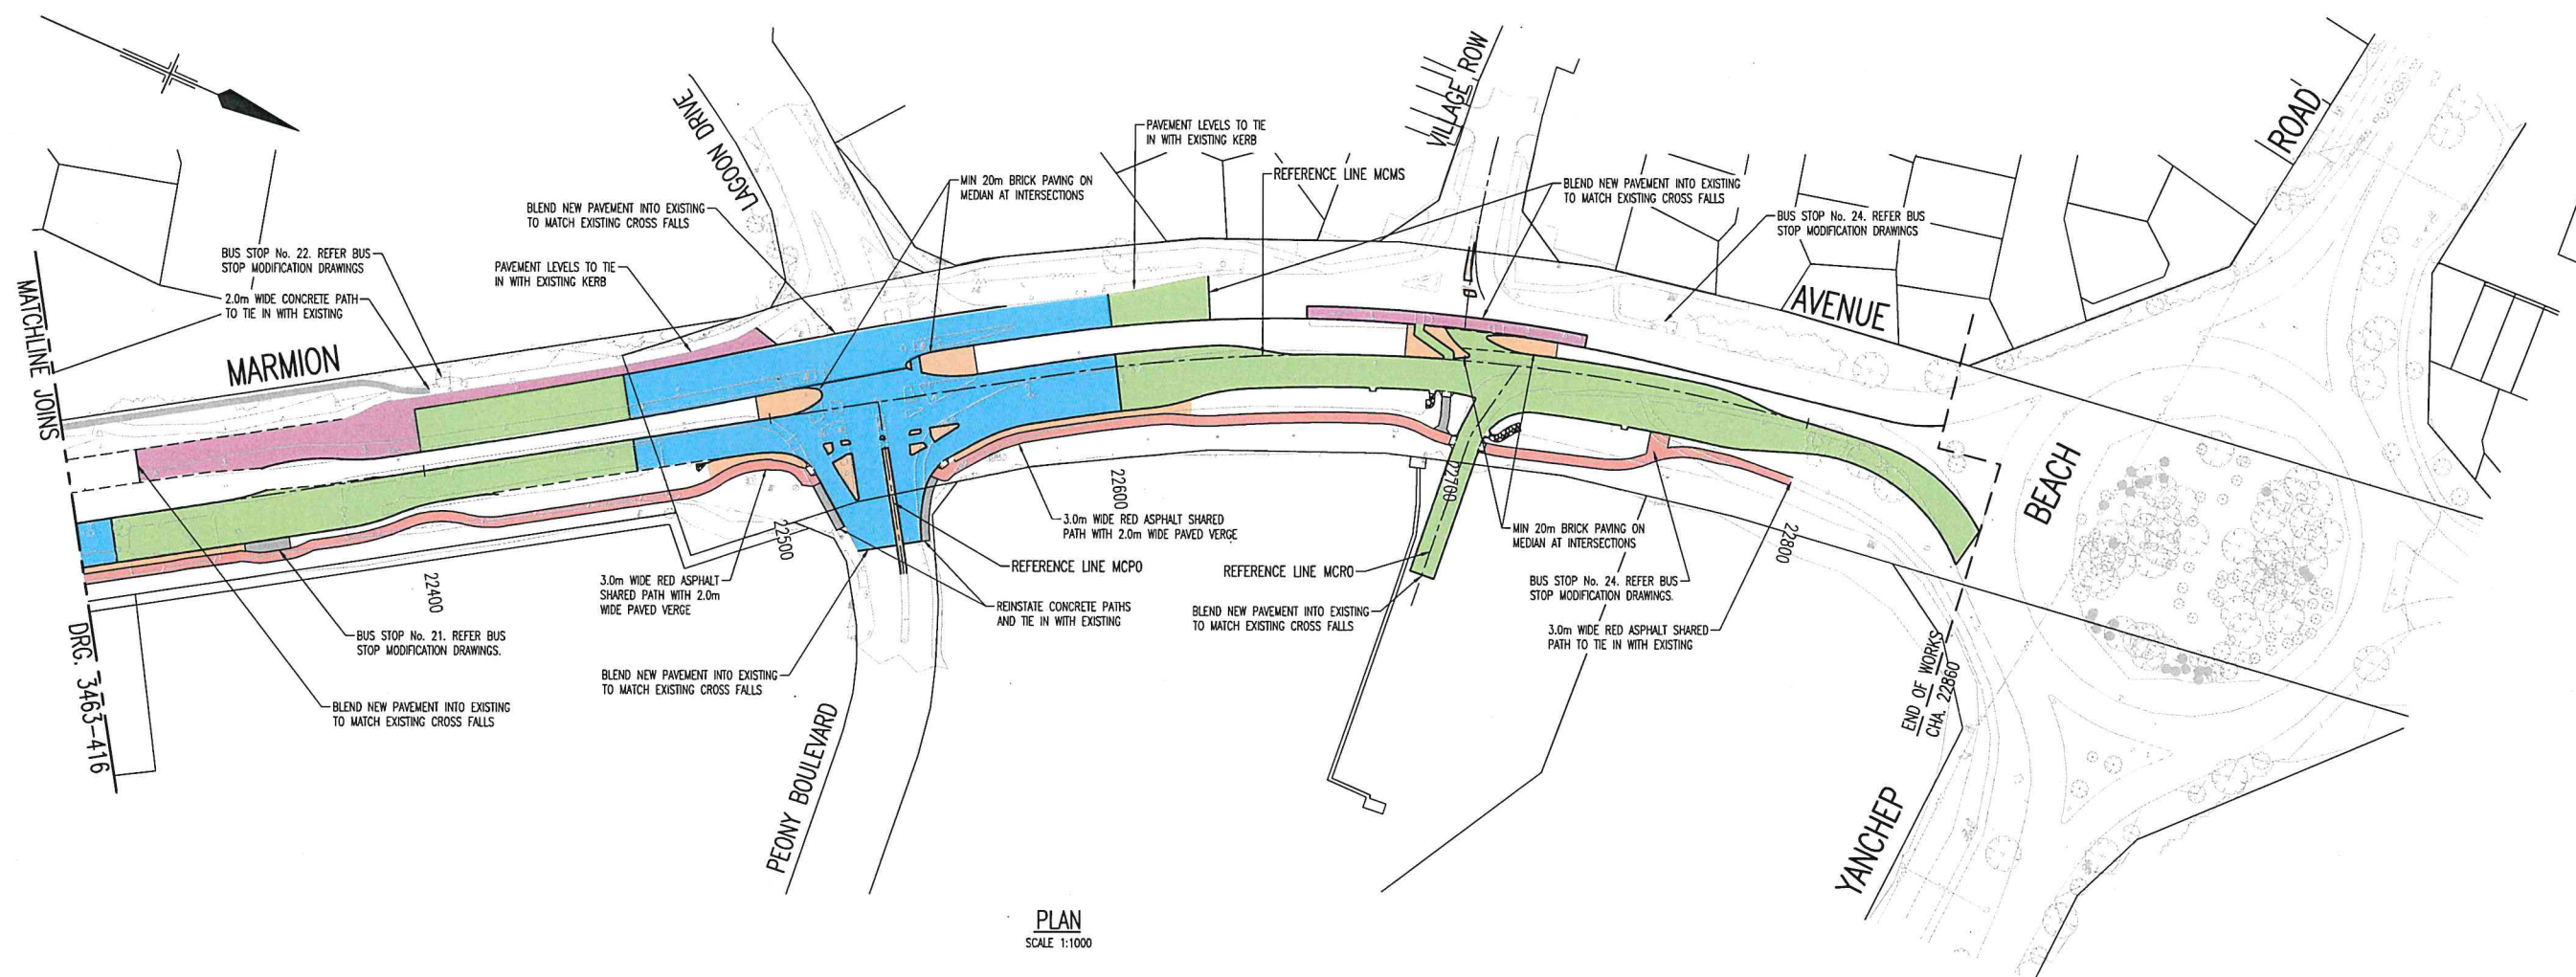 LAGOON DRIVE
VILLAGE ROW
ROAD
PAVEMENT LEVELS TO TIE
IN WITH EXISTING KERB
MIN 20m BRICK PAVING ON
MEDIAN AT INTERSECTIONS
REFERENCE LINE MCMS
BLEND NEW PAVEMENT INTO EXISTING
TO MATCH EXISTING CROSS FALLS
BLEND NEW PAVEMENT INTO EXISTING
TO MATCH EXISTING CROSS FALLS
BUS STOP No. 24. REFER BUS
STOP MODIFICATION DRAWINGS
BUS STOP No. 22. REFER BUS
STOP MODIFICATION DRAWINGS
PAVEMENT LEVELS TO TIE
IN WITH EXISTING KERB
2.0m WIDE CONCRETE PATH
TO TIE IN WITH EXISTING
MATCHLINE JOINS
MARMION
AVENUE
BEACH
22400
22500
22600
22700
22800
3.0m WIDE RED ASPHALT SHARED
PATH WITH 2.0m WIDE PAVED VERGE
MIN 20m BRICK PAVING ON
MEDIAN AT INTERSECTIONS
REFERENCE LINE MCPO
REFERENCE LINE MCRO
3.0m WIDE RED ASPHALT
SHARED PATH WITH 2.0m
WIDE PAVED VERGE
BUS STOP No. 24. REFER BUS
STOP MODIFICATION DRAWINGS.
REINSTATE CONCRETE PATHS
AND TIE IN WITH EXISTING
BLEND NEW PAVEMENT INTO EXISTING
TO MATCH EXISTING CROSS FALLS
BUS STOP No. 21. REFER BUS
STOP MODIFICATION DRAWINGS.
3.0m WIDE RED ASPHALT SHARED
PATH TO TIE IN WITH EXISTING
DRG. 3463-416
BLEND NEW PAVEMENT INTO EXISTING
TO MATCH EXISTING CROSS FALLS
BLEND NEW PAVEMENT INTO EXISTING
TO MATCH EXISTING CROSS FALLS
END OF WORKS
CHA. 22860
PEONY BOULEVARD
YANCHEP
PLAN
SCALE 1:1000